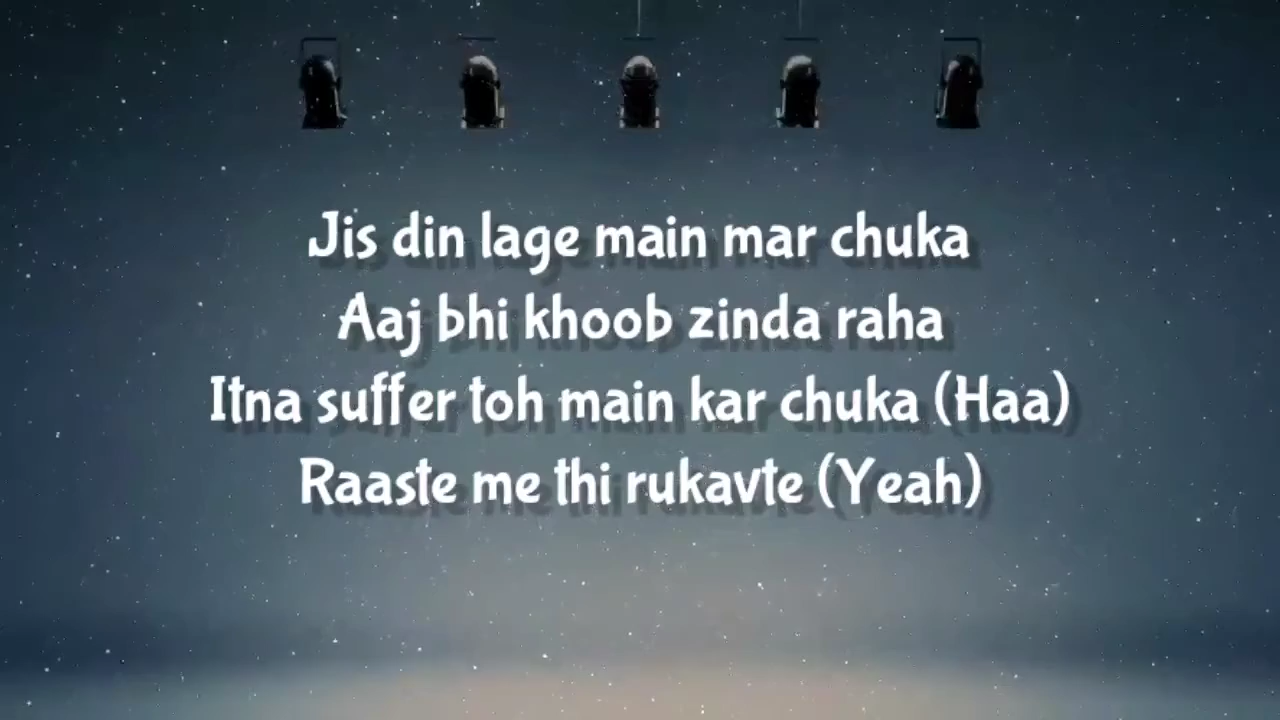 Jis din lage main mar chuka
Aaj bhi khoob zinda raha
Itna suffer toh main kar chuka (Haa)
Raaste me thi rukavte (Yeah)